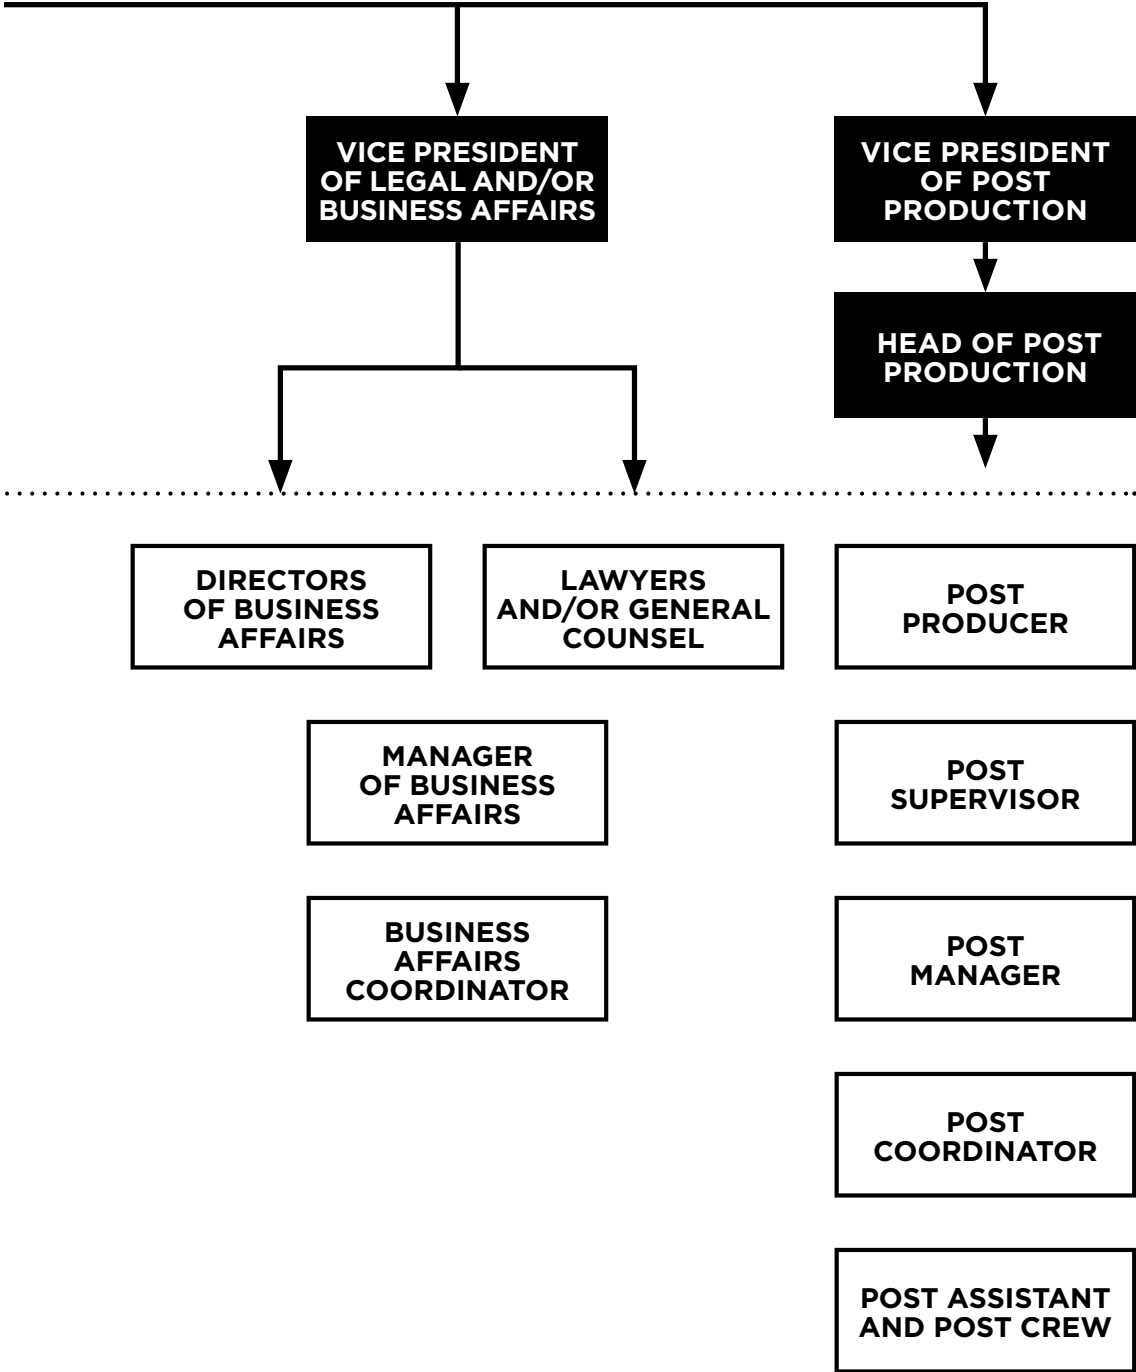 VICE PRESIDENT
OF LEGAL AND/OR
BUSINESS AFFAIRS
VICE PRESIDENT
OF POST
PRODUCTION
HEAD OF POST
PRODUCTION
DIRECTORS
OF BUSINESS
AFFAIRS
LAWYERS
AND/OR GENERAL
COUNSEL
POST
PRODUCER
MANAGER
OF BUSINESS
AFFAIRS
POST
SUPERVISOR
BUSINESS
AFFAIRS
COORDINATOR
POST
MANAGER
POST
COORDINATOR
POST ASSISTANT
AND POST CREW